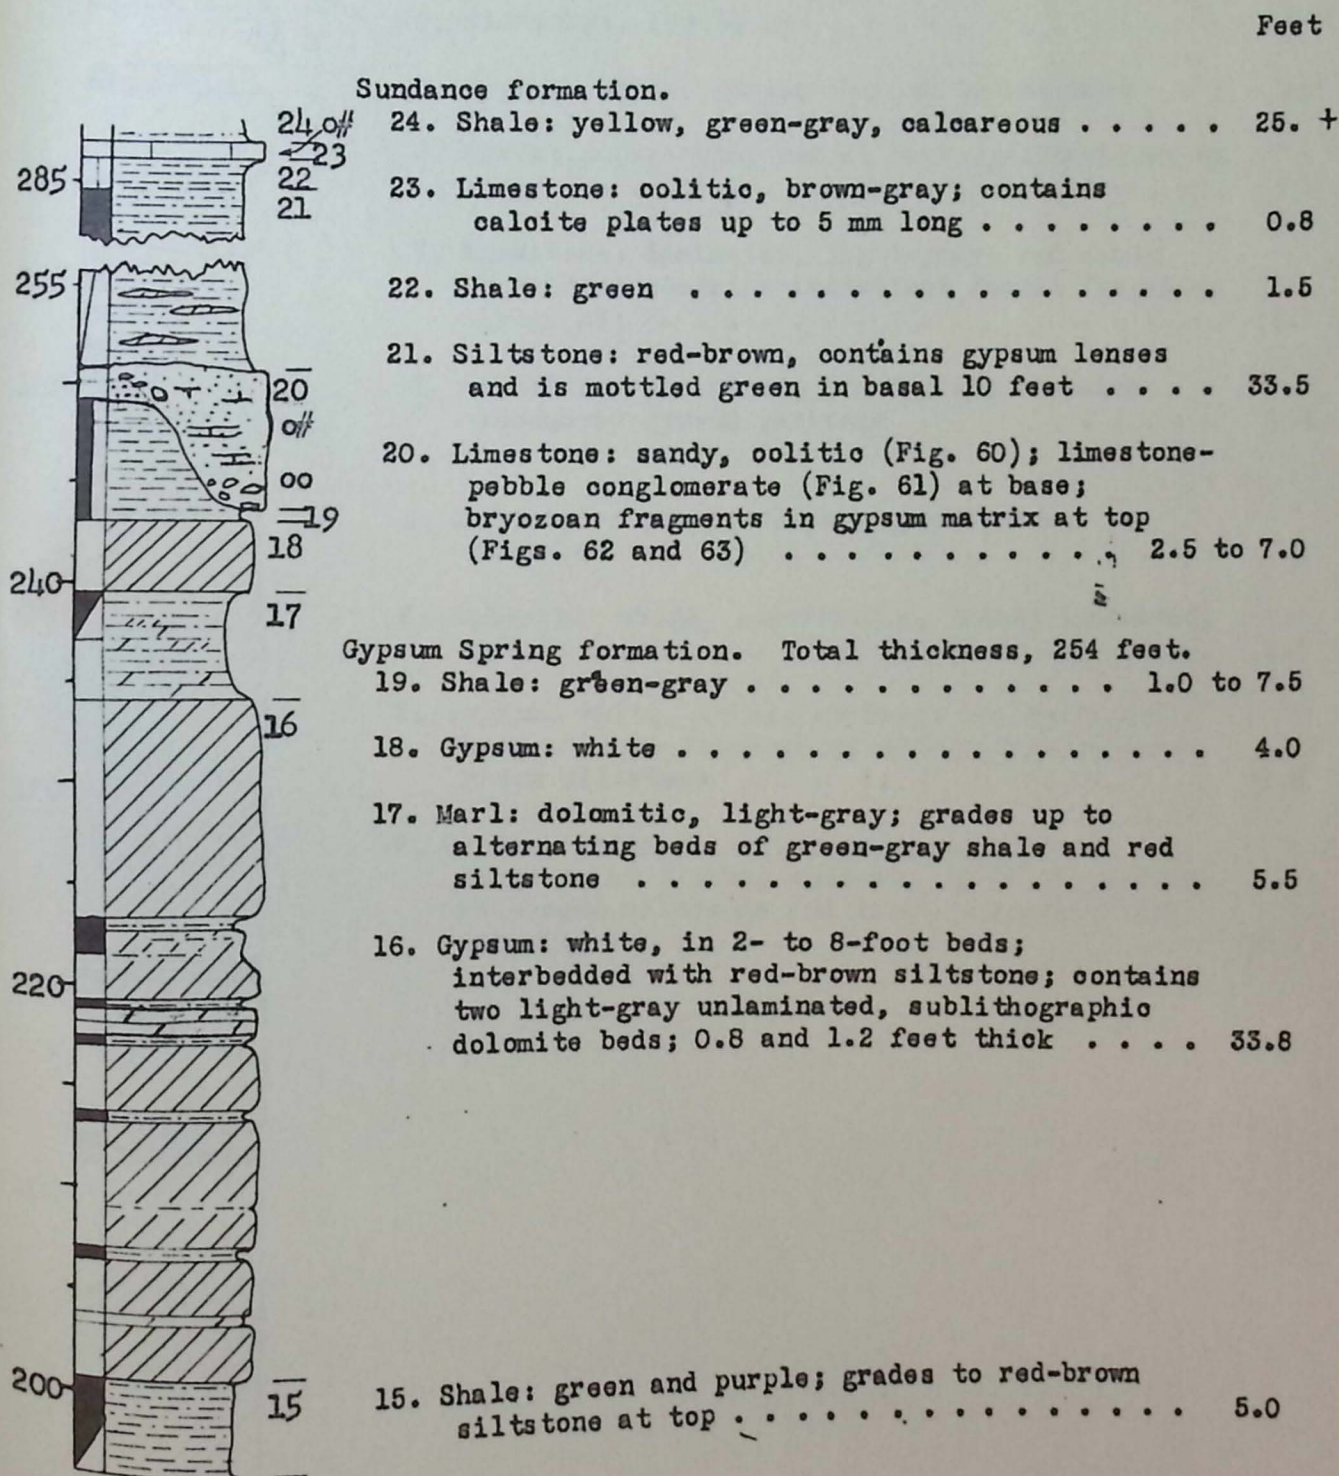 Feet
Sundance formation.
24. Shale: yellow, green-gray, calcareous . . . . . 25. +
23. Limestone: oolitic, brown-gray; contains
calcite plates up to 5 mm long . . . . . . . . 0.8
22. Shale: green . . . . . . . . . . . . . . . . . 1.5
21. Siltstone: red-brown, contains gypsum lenses
and is mottled green in basal 10 feet . . . . 33.5
20. Limestone: sandy, oolitic (Fig. 60); limestone-
pebble conglomerate (Fig. 61) at base;
bryozoan fragments in gypsum matrix at top
(Figs. 62 and 63) . . . . . . . . . . . 2.5 to 7.0
Gypsum Spring formation. Total thickness, 254 feet.
19. Shale: green-gray . . . . . . . . . . . . 1.0 to 7.5
18. Gypsum: white . . . . . . . . . . . . . . . . . 4.0
17. Marl: dolomitic, light-gray; grades up to
alternating beds of green-gray shale and red
siltstone . . . . . . . . . . . . . . . . . . 5.5
16. Gypsum: white, in 2- to 8-foot beds;
interbedded with red-brown siltstone; contains
two light-gray unlaminated, sublithographic
dolomite beds; 0.8 and 1.2 feet thick . . . . 33.8
15. Shale: green and purple; grades to red-brown
siltstone at top . . . . . . . . . . . . . . . 5.0
24 o#
23
285 22
21
255
20
o#
oo
19
18
240
17
16
220
200
15